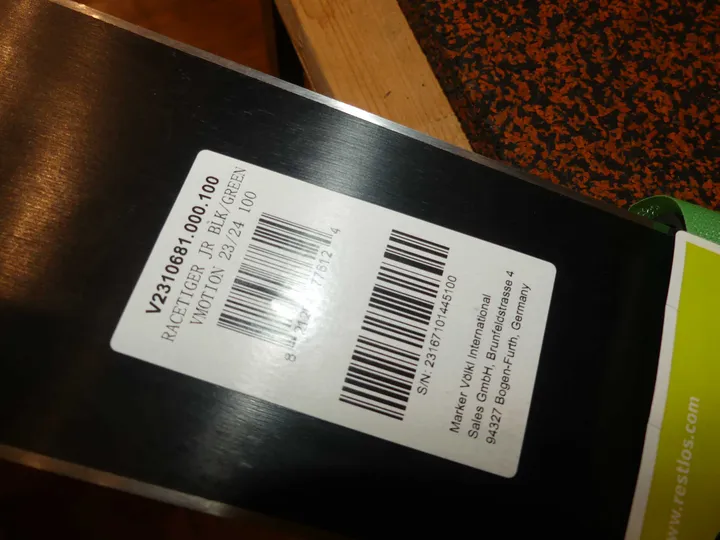 V2310681.000.100
RACETIGER JR BLK/GREEN
VMOTION 23/24 100
S/N: 23167101445100
Marker Völkl International
Sales GmbH, Brunfeldstrasse 4
94327 Bogen-Furth, Germany
www.restlos.com